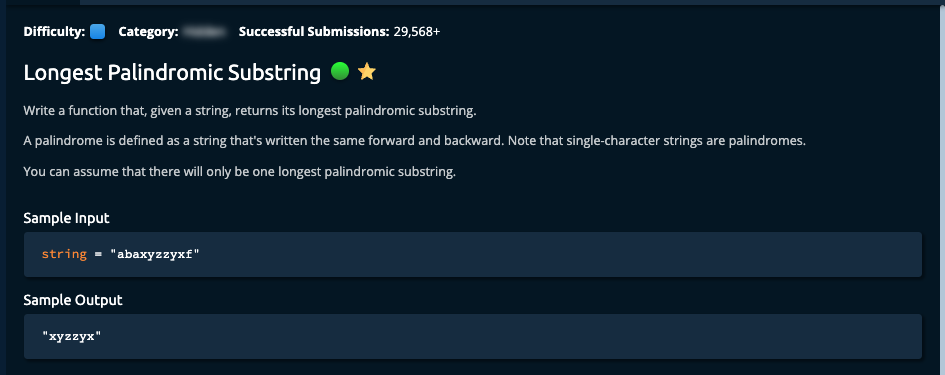 Difficulty: Category: Successful Submissions: 29,568+
Longest Palindromic Substring
Write a function that, given a string, returns its longest palindromic substring.
A palindrome is defined as a string that's written the same forward and backward. Note that single-character strings are palindromes.
You can assume that there will only be one longest palindromic substring.
Sample Input
string = "abaxyzzyxf"
Sample Output
"xyzzyx"